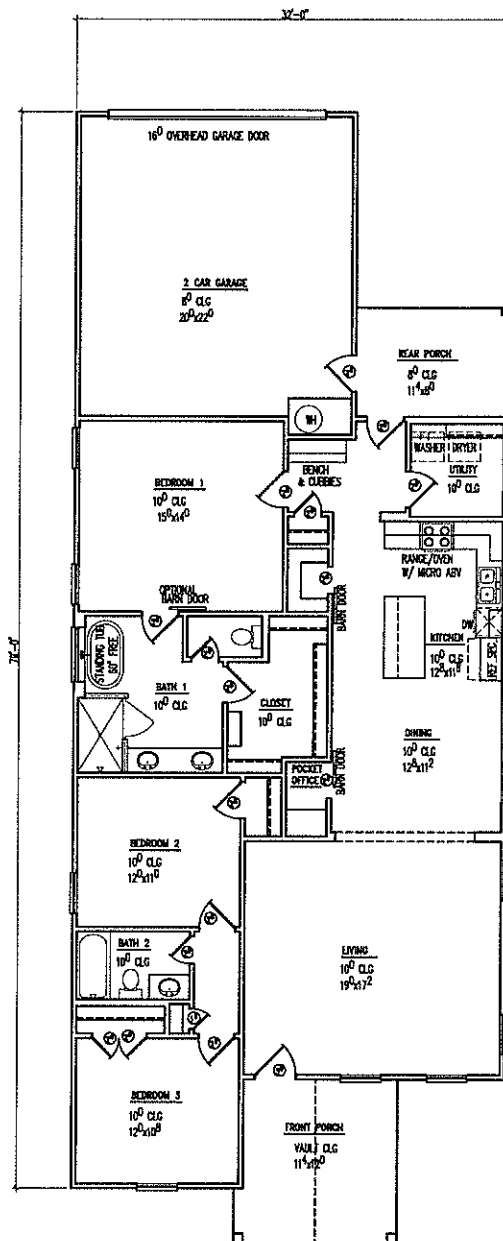 32'-0"
16⁰ OVERHEAD GARAGE DOOR
2 CAR GARAGE
8⁰ CLG
20⁰x22⁰
REAR PORCH
8⁰ CLG
11⁴x8⁰
WH
WASHER DRYER
UTILITY
10⁰ CLG
BENCH
& CUBBIES
BEDROOM 1
10⁰ CLG
15⁰x14⁰
RANGE/OVEN
W/ MICRO ABV
OPTIONAL
BARN DOOR
BARN DOOR
DW
KITCHEN
10⁰ CLG
REF SPC
STANDING TUB
60" FREE
BATH 1
10⁰ CLG
CLOSET
10⁰ CLG
DINING
10⁰ CLG
12⁸x11²
POCKET
OFFICE
BARN DOOR
BEDROOM 2
10⁰ CLG
12⁰x11⁰
BATH 2
10⁰ CLG
LIVING
10⁰ CLG
19⁰x17²
BEDROOM 3
10⁰ CLG
12⁰x10⁸
FRONT PORCH
VAULT CLG